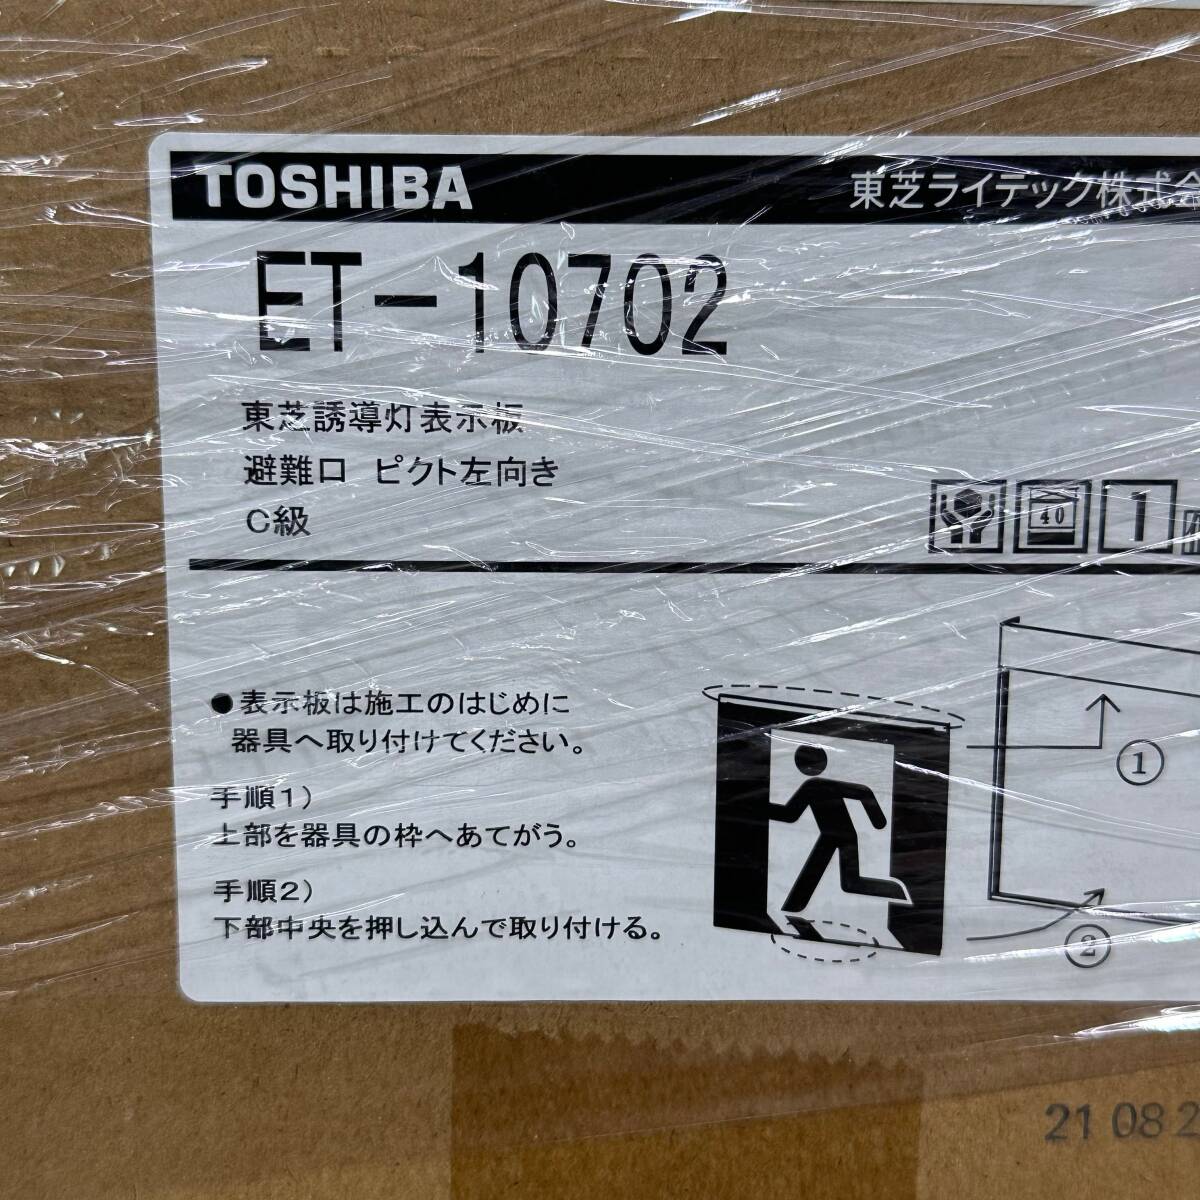 TOSHIBA 東芝ライテック株式会
ET-10702
東芝誘導灯表示板
避難口 ピクト左向き
C級
40 1
●表示板は施工のはじめに
器具へ取り付けてください。
手順1)
上部を器具の枠へあてがう。
手順2)
下部中央を押し込んで取り付ける。
①
②
21 08 2